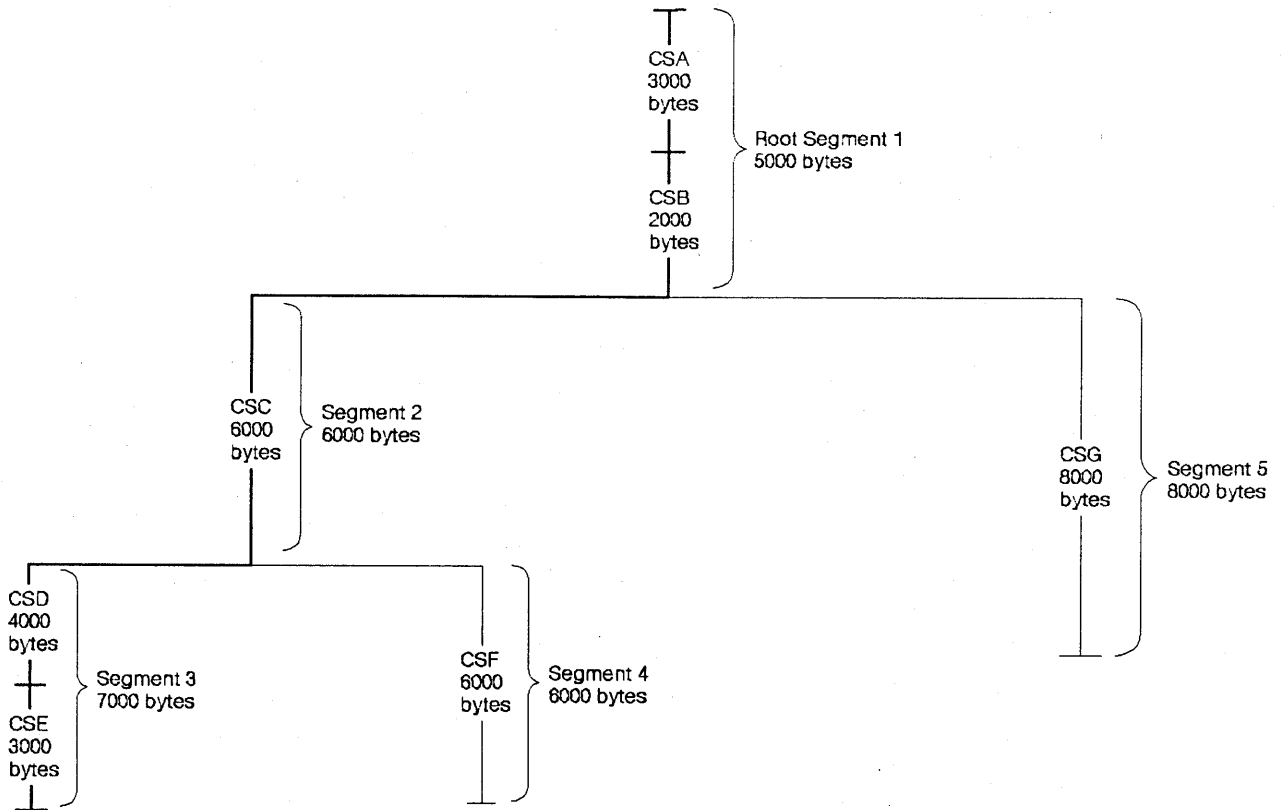 CSA
3000
bytes
Root Segment 1
5000 bytes
CSB
2000
bytes
CSC
6000
bytes
Segment 2
6000 bytes
CSG
8000
bytes
Segment 5
8000 bytes
CSD
4000
bytes
Segment 3
7000 bytes
CSE
3000
bytes
CSF
6000
bytes
Segment 4
6000 bytes